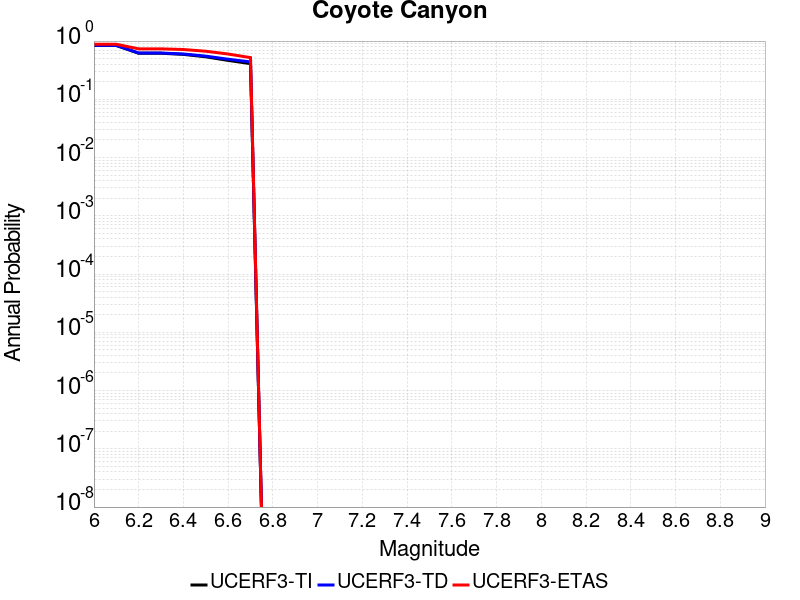 Coyote Canyon
10^0
10^-1
10^-2
10^-3
10^-4
10^-5
10^-6
10^-7
10^-8
Annual Probability
6 6.2 6.4 6.6 6.8 7 7.2 7.4 7.6 7.8 8 8.2 8.4 8.6 8.8 9
Magnitude
UCERF3-TI UCERF3-TD UCERF3-ETAS